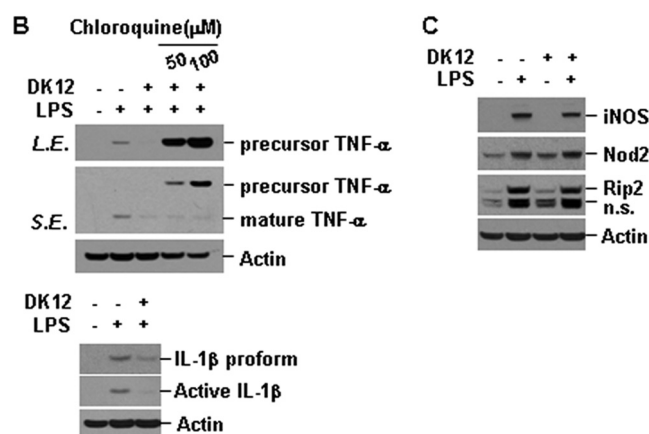 B
Chloroquine(μM)
50 100
DK12 - - + + +
LPS - + + + +
L.E. precursor TNF-α
precursor TNF-α
S.E. mature TNF-α
Actin
DK12 - - +
LPS - + +
IL-1β proform
Active IL-1β
Actin
C
DK12 - - + +
LPS - + - +
iNOS
Nod2
Rip2
n.s.
Actin